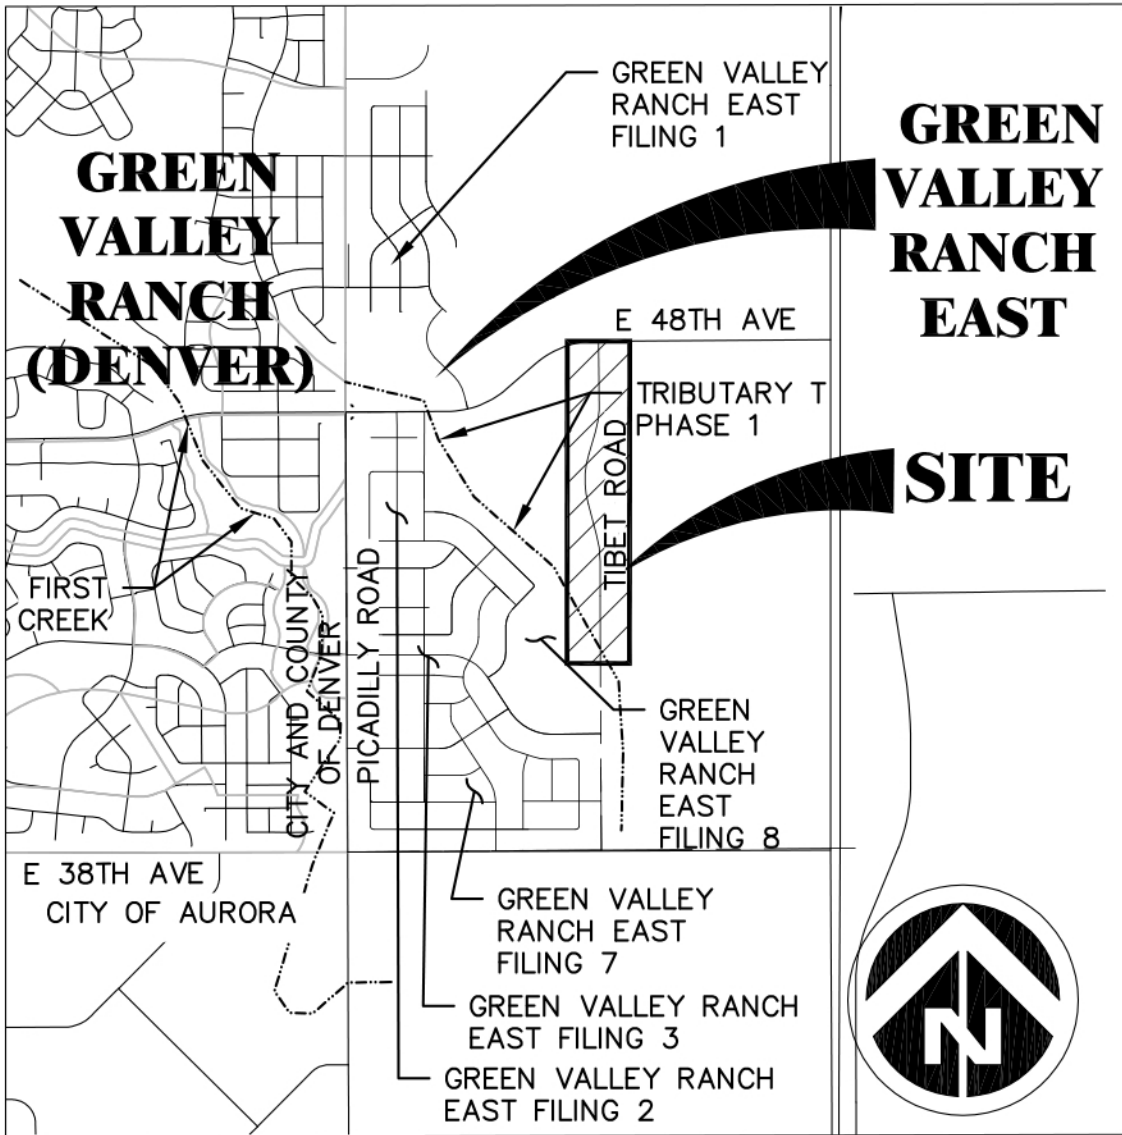 GREEN VALLEY
RANCH EAST
FILING 1
GREEN
VALLEY
RANCH
EAST
GREEN
VALLEY
RANCH
(DENVER)
E 48TH AVE
TRIBUTARY T
PHASE 1
TIBET ROAD
SITE
FIRST
CREEK
CITY AND COUNTY
OF DENVER
PICADILLY ROAD
GREEN
VALLEY
RANCH
EAST
FILING 8
E 38TH AVE
CITY OF AURORA
GREEN VALLEY
RANCH EAST
FILING 7
GREEN VALLEY RANCH
EAST FILING 3
GREEN VALLEY RANCH
EAST FILING 2
N